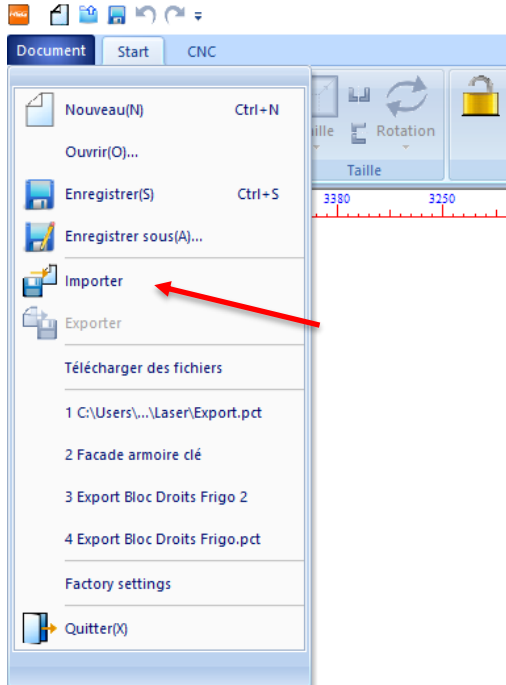 Document Start CNC
Nouveau(N) Ctrl+N
Ouvrir(O)...
Enregistrer(S) Ctrl+S
Enregistrer sous(A)...
Importer
Exporter
Télécharger des fichiers
1 C:\Users\...\Laser\Export.pct
2 Facade armoire clé
3 Export Bloc Droits Frigo 2
4 Export Bloc Droits Frigo.pct
Factory settings
Quitter(X)
Rotation
Taille
3380 3250